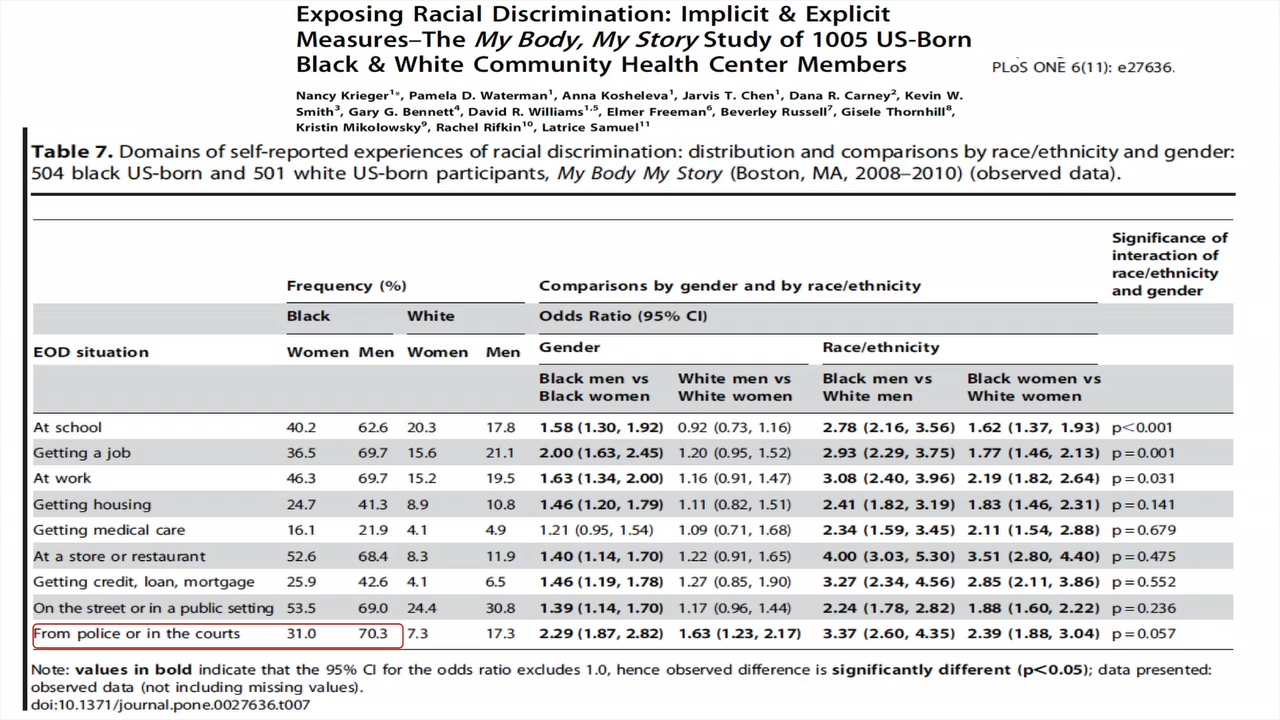 Exposing Racial Discrimination: Implicit & Explicit
Measures–The My Body, My Story Study of 1005 US-Born
Black & White Community Health Center Members
PLoS ONE 6(11): e27636.
Nancy Krieger1*, Pamela D. Waterman1, Anna Kosheleva1, Jarvis T. Chen1, Dana R. Carney2, Kevin W.
Smith3, Gary G. Bennett4, David R. Williams1,5, Elmer Freeman6, Beverley Russell7, Gisele Thornhill8,
Kristin Mikolowsky9, Rachel Rifkin10, Latrice Samuel11
Table 7. Domains of self-reported experiences of racial discrimination: distribution and comparisons by race/ethnicity and gender:
504 black US-born and 501 white US-born participants, My Body My Story (Boston, MA, 2008–2010) (observed data).
Significance of
interaction of
race/ethnicity
and gender
Frequency (%) Comparisons by gender and by race/ethnicity
Black White Odds Ratio (95% CI)
EOD situation Women Men Women Men Gender Race/ethnicity
Black men vs White men vs Black men vs Black women vs
Black women White women White men White women
At school 40.2 62.6 20.3 17.8 1.58 (1.30, 1.92) 0.92 (0.73, 1.16) 2.78 (2.16, 3.56) 1.62 (1.37, 1.93) p<0.001
Getting a job 36.5 69.7 15.6 21.1 2.00 (1.63, 2.45) 1.20 (0.95, 1.52) 2.93 (2.29, 3.75) 1.77 (1.46, 2.13) p=0.001
At work 46.3 69.7 15.2 19.5 1.63 (1.34, 2.00) 1.16 (0.91, 1.47) 3.08 (2.40, 3.96) 2.19 (1.82, 2.64) p=0.031
Getting housing 24.7 41.3 8.9 10.8 1.46 (1.20, 1.79) 1.11 (0.82, 1.51) 2.41 (1.82, 3.19) 1.83 (1.46, 2.31) p=0.141
Getting medical care 16.1 21.9 4.1 4.9 1.21 (0.95, 1.54) 1.09 (0.71, 1.68) 2.34 (1.59, 3.45) 2.11 (1.54, 2.88) p=0.679
At a store or restaurant 52.6 68.4 8.3 11.9 1.40 (1.14, 1.70) 1.22 (0.91, 1.65) 4.00 (3.03, 5.30) 3.51 (2.80, 4.40) p=0.475
Getting credit, loan, mortgage 25.9 42.6 4.1 6.5 1.46 (1.19, 1.78) 1.27 (0.85, 1.90) 3.27 (2.34, 4.56) 2.85 (2.11, 3.86) p=0.552
On the street or in a public setting 53.5 69.0 24.4 30.8 1.39 (1.14, 1.70) 1.17 (0.96, 1.44) 2.24 (1.78, 2.82) 1.88 (1.60, 2.22) p=0.236
From police or in the courts 31.0 70.3 7.3 17.3 2.29 (1.87, 2.82) 1.63 (1.23, 2.17) 3.37 (2.60, 4.35) 2.39 (1.88, 3.04) p=0.057
Note: values in bold indicate that the 95% CI for the odds ratio excludes 1.0, hence observed difference is significantly different (p<0.05); data presented:
observed data (not including missing values).
doi:10.1371/journal.pone.0027636.t007